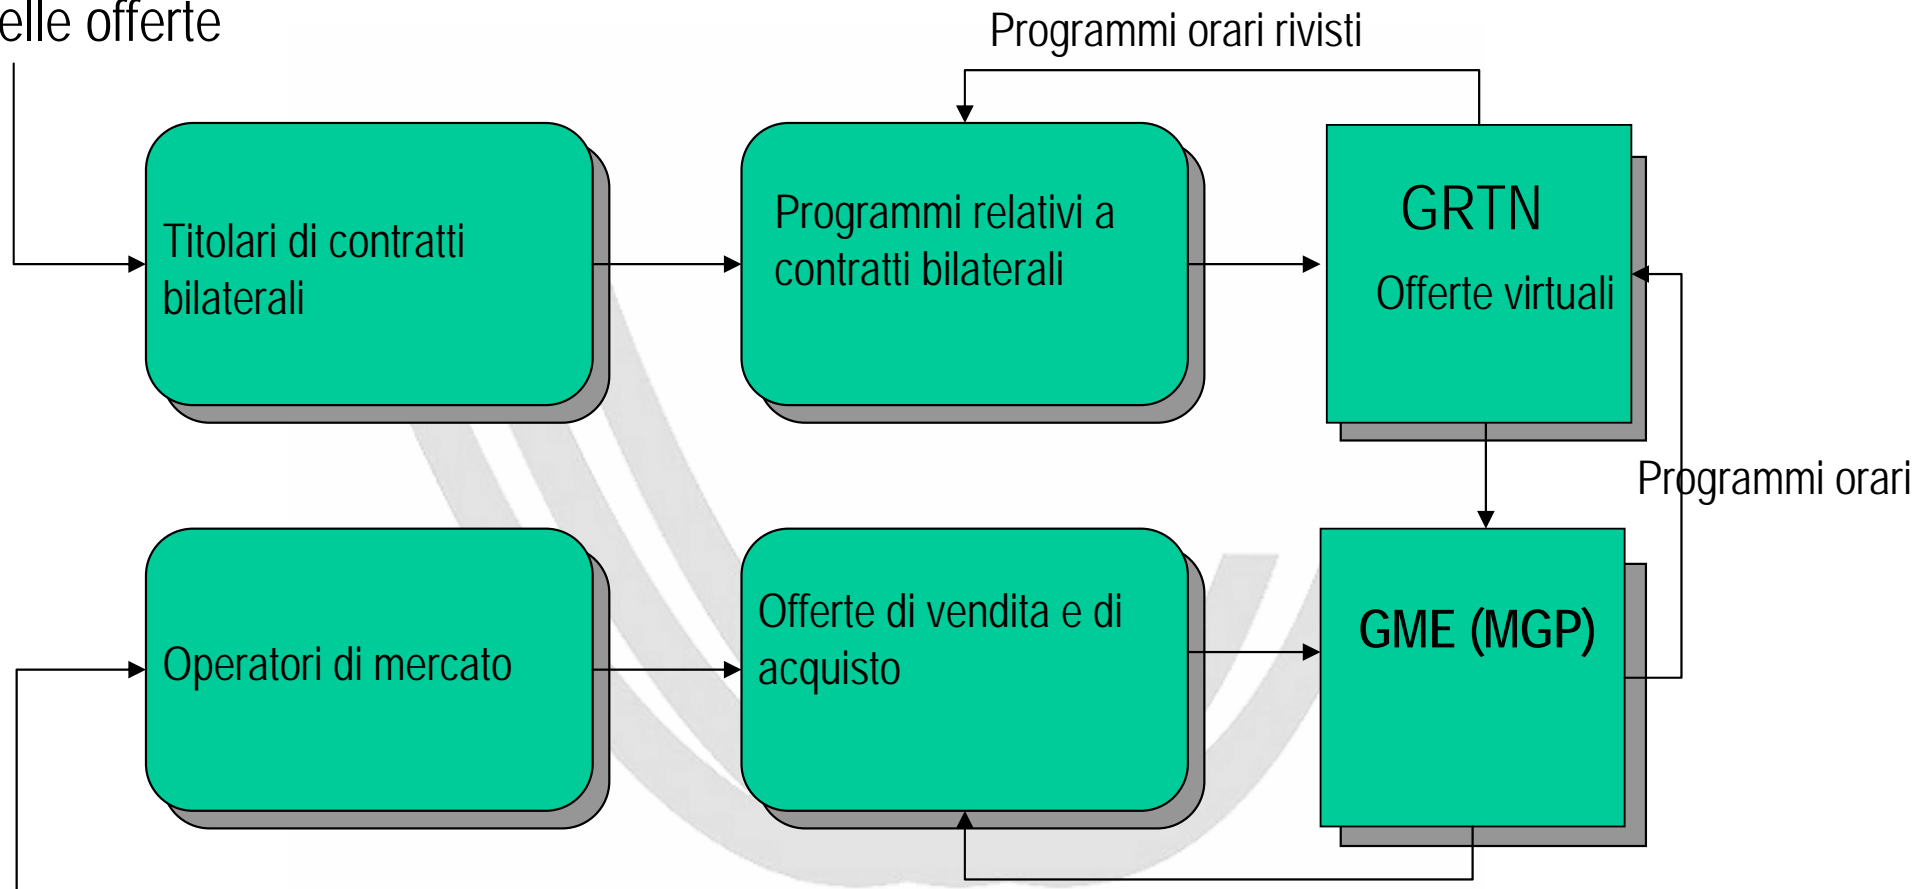 elle offerte
Programmi orari rivisti
Titolari di contratti
bilaterali
Programmi relativi a
contratti bilaterali
GRTN
Offerte virtuali
Programmi orari
Operatori di mercato
Offerte di vendita e di
acquisto
GME (MGP)